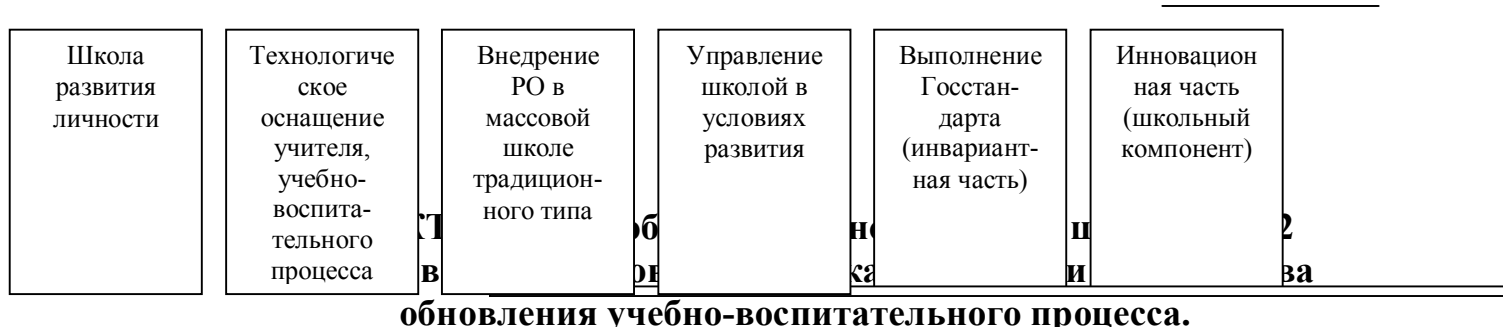 Школа
развития
личности
Технологиче
ское
оснащение
учителя,
учебно-
воспита-
тельного
процесса
Внедрение
РО в
массовой
школе
традицион-
ного типа
Управление
школой в
условиях
развития
Выполнение
Госстан-
дарта
(инвариант-
ная часть)
Инновацион
ная часть
(школьный
компонент)
обновления учебно-воспитательного процесса.